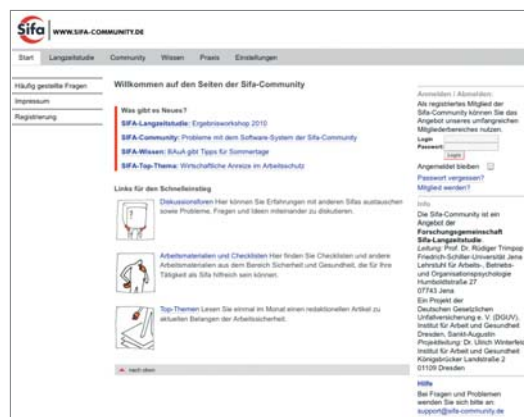 Sifa WWW.SIFA-COMMUNITY.DE
Start Langzeitstudie Community Wissen Praxis Einstellungen
Häufig gestellte Fragen
Impressum
Registrierung
Willkommen auf den Seiten der Sifa-Community
Was gibt es Neues?
SIFA-Langzeitstudie: Ergebnisworkshop 2010
SIFA-Community: Probleme mit dem Software-System der Sifa-Community
SIFA-Wissen: BAuA gibt Tipps für Sommertage
SIFA-Top-Thema: Wirtschaftliche Anreize im Arbeitsschutz
Links für den Schnelleinstieg
Diskussionsforen Hier können Sie Erfahrungen mit anderen Sifas austauschen
sowie Probleme, Fragen und Ideen miteinander zu diskutieren.
Arbeitsmaterialien und Checklisten Hier finden Sie Checklisten und andere
Arbeitsmaterialien aus dem Bereich Sicherheit und Gesundheit, die für Ihre
Tätigkeit als Sifa hilfreich sein können.
Top-Themen Lesen Sie einmal im Monat einen redaktionellen Artikel zu
aktuellen Belangen der Arbeitssicherheit.
nach oben
Anmelden / Abmelden:
Als registriertes Mitglied der
Sifa-Community können Sie das
Angebot unseres umfangreichen
Mitgliederbereiches nutzen.
Login
Passwort:
Login
Angemeldet bleiben
Passwort vergessen?
Mitglied werden?
Info
Die Sifa-Community ist ein
Angebot der
Forschungsgemeinschaft
Sifa-Langzeitstudie:
Leitung: Prof. Dr. Rüdiger Trimpop
Friedrich-Schiller-Universität Jena
Lehrstuhl für Arbeits-, Betriebs-
und Organisationspsychologie
Humboldtstraße 27
07743 Jena
Ein Projekt der
Deutschen Gesetzlichen
Unfallversicherung e. V. (DGUV),
Institut für Arbeit und Gesundheit
Dresden, Sankt-Augustin
Projektleitung: Dr. Ulrich Winterfeld
Institut für Arbeit und Gesundheit
Königsbrücker Landstraße 2
01109 Dresden
Hilfe
Bei Fragen und Problemen
wenden Sie sich bitte an:
support@sifa-community.de